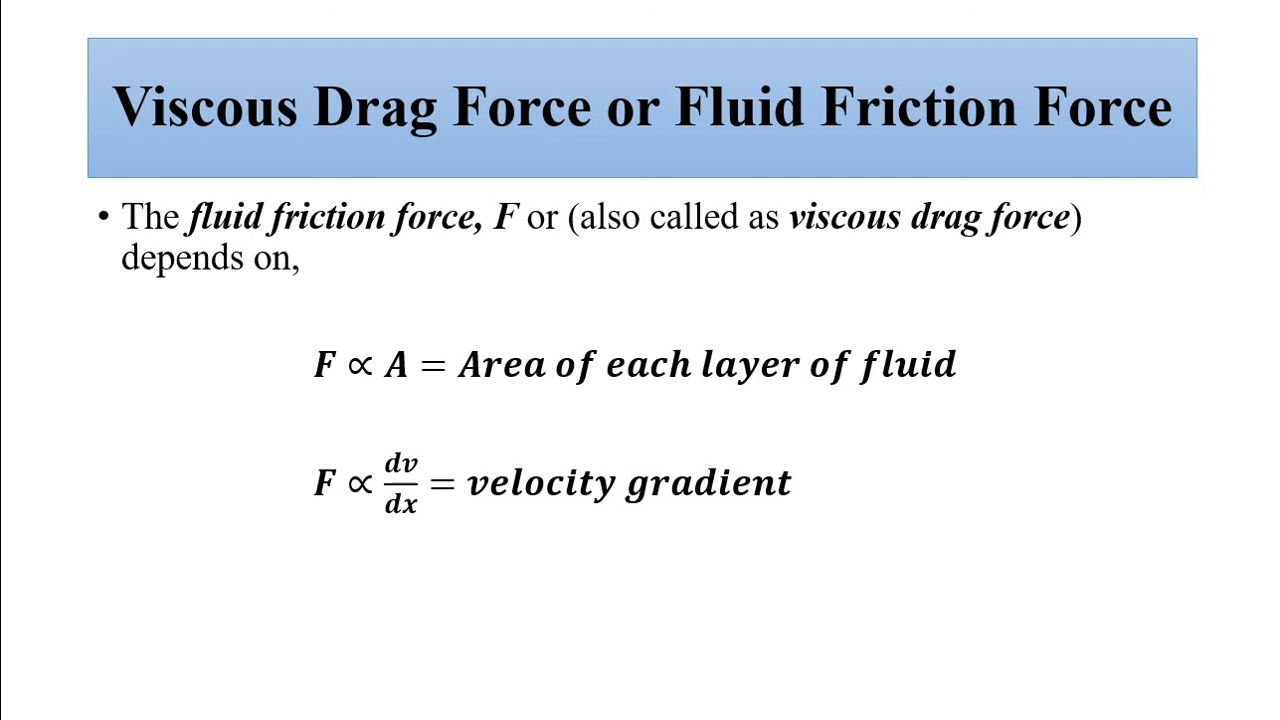 Viscous Drag Force or Fluid Friction Force
• The fluid friction force, F or (also called as viscous drag force)
depends on,
F ∝ A = Area of each layer of fluid
F ∝ dv/dx = velocity gradient